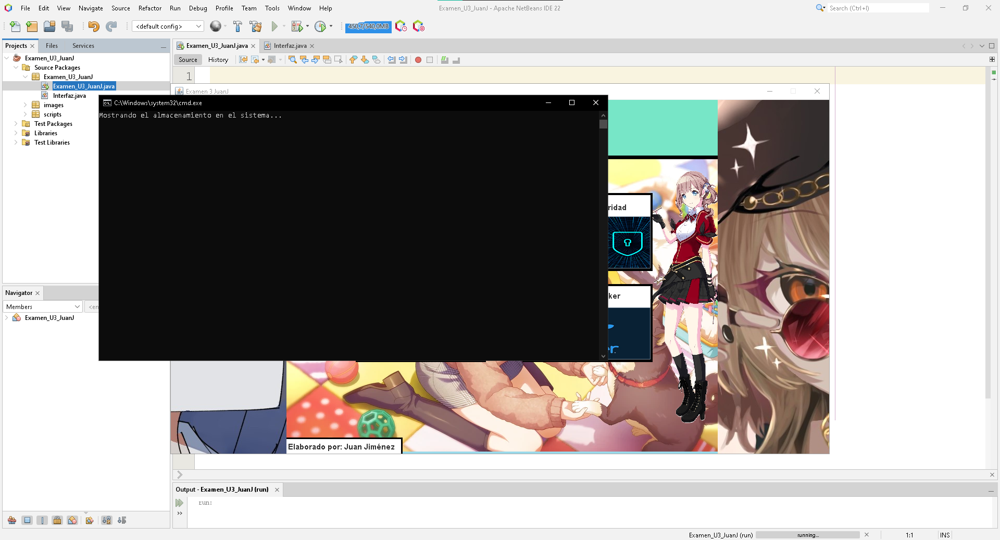 File Edit View Navigate Source Refactor Run Debug Profile Team Tools Window Help
Examen_U3_JuanJ - Apache NetBeans IDE 22
Search (Ctrl+I)
<default config>
450,7/540,0MB
Projects
Files
Services
Examen_U3_JuanJ.java
Interfaz.java
Source
History
Examen_U3_JuanJ
Source Packages
Examen_U3_JuanJ
Examen_U3_JuanJ.java
Interfaz.java
images
scripts
Test Packages
Libraries
Test Libraries
1
Examen 3 JuanJ
C:\Windows\system32\cmd.exe
Mostrando el almacenamiento en el sistema...
ridad
ker
er.
Navigator
Members
<en
Examen_U3_JuanJ
Elaborado por: Juan Jiménez
Output - Examen_U3_JuanJ (run)
run:
Examen_U3_JuanJ (run)
running...
1:1
INS